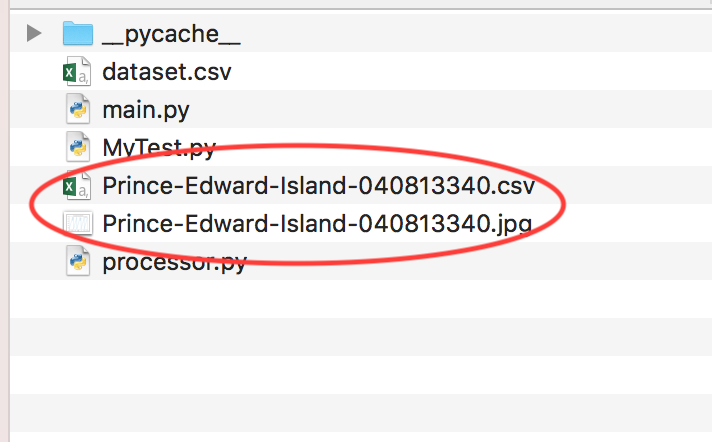 __pycache__
dataset.csv
main.py
MyTest.py
Prince-Edward-Island-040813340.csv
Prince-Edward-Island-040813340.jpg
processor.py